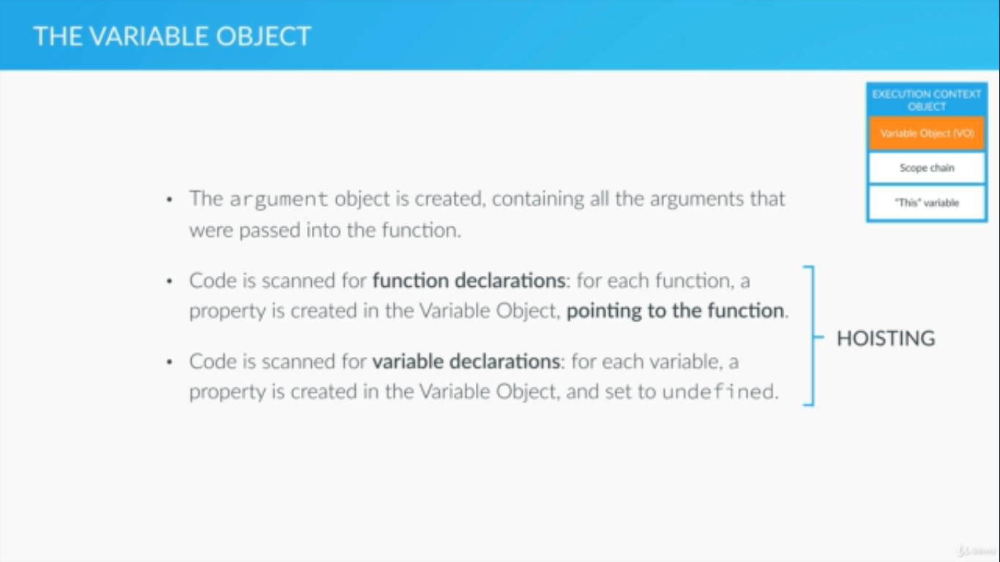 THE VARIABLE OBJECT
EXECUTION CONTEXT
OBJECT
Variable Object (VO)
Scope chain
"This" variable
• The argument object is created, containing all the arguments that
were passed into the function.
• Code is scanned for function declarations: for each function, a
property is created in the Variable Object, pointing to the function.
• Code is scanned for variable declarations: for each variable, a
property is created in the Variable Object, and set to undefined.
HOISTING
Udemy